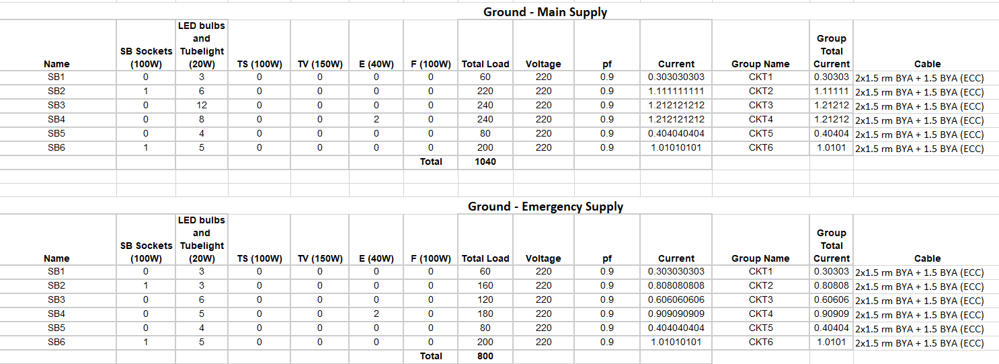 Ground - Main Supply
Name SB Sockets (100W) LED bulbs and Tubelight (20W) TS (100W) TV (150W) E (40W) F (100W) Total Load Voltage pf Current Group Name Group Total Current Cable
SB1 0 3 0 0 0 0 60 220 0.9 0.303030303 CKT1 0.30303 2x1.5 rm BYA + 1.5 BYA (ECC)
SB2 1 6 0 0 0 0 220 220 0.9 1.111111111 CKT2 1.11111 2x1.5 rm BYA + 1.5 BYA (ECC)
SB3 0 12 0 0 0 0 240 220 0.9 1.212121212 CKT3 1.21212 2x1.5 rm BYA + 1.5 BYA (ECC)
SB4 0 8 0 0 2 0 240 220 0.9 1.212121212 CKT4 1.21212 2x1.5 rm BYA + 1.5 BYA (ECC)
SB5 0 4 0 0 0 0 80 220 0.9 0.404040404 CKT5 0.40404 2x1.5 rm BYA + 1.5 BYA (ECC)
SB6 1 5 0 0 0 0 200 220 0.9 1.01010101 CKT6 1.0101 2x1.5 rm BYA + 1.5 BYA (ECC)
Total 1040
Ground - Emergency Supply
Name SB Sockets (100W) LED bulbs and Tubelight (20W) TS (100W) TV (150W) E (40W) F (100W) Total Load Voltage pf Current Group Name Group Total Current Cable
SB1 0 3 0 0 0 0 60 220 0.9 0.303030303 CKT1 0.30303 2x1.5 rm BYA + 1.5 BYA (ECC)
SB2 1 3 0 0 0 0 160 220 0.9 0.808080808 CKT2 0.80808 2x1.5 rm BYA + 1.5 BYA (ECC)
SB3 0 6 0 0 0 0 120 220 0.9 0.606060606 CKT3 0.60606 2x1.5 rm BYA + 1.5 BYA (ECC)
SB4 0 5 0 0 2 0 180 220 0.9 0.909090909 CKT4 0.90909 2x1.5 rm BYA + 1.5 BYA (ECC)
SB5 0 4 0 0 0 0 80 220 0.9 0.404040404 CKT5 0.40404 2x1.5 rm BYA + 1.5 BYA (ECC)
SB6 1 5 0 0 0 0 200 220 0.9 1.01010101 CKT6 1.0101 2x1.5 rm BYA + 1.5 BYA (ECC)
Total 800